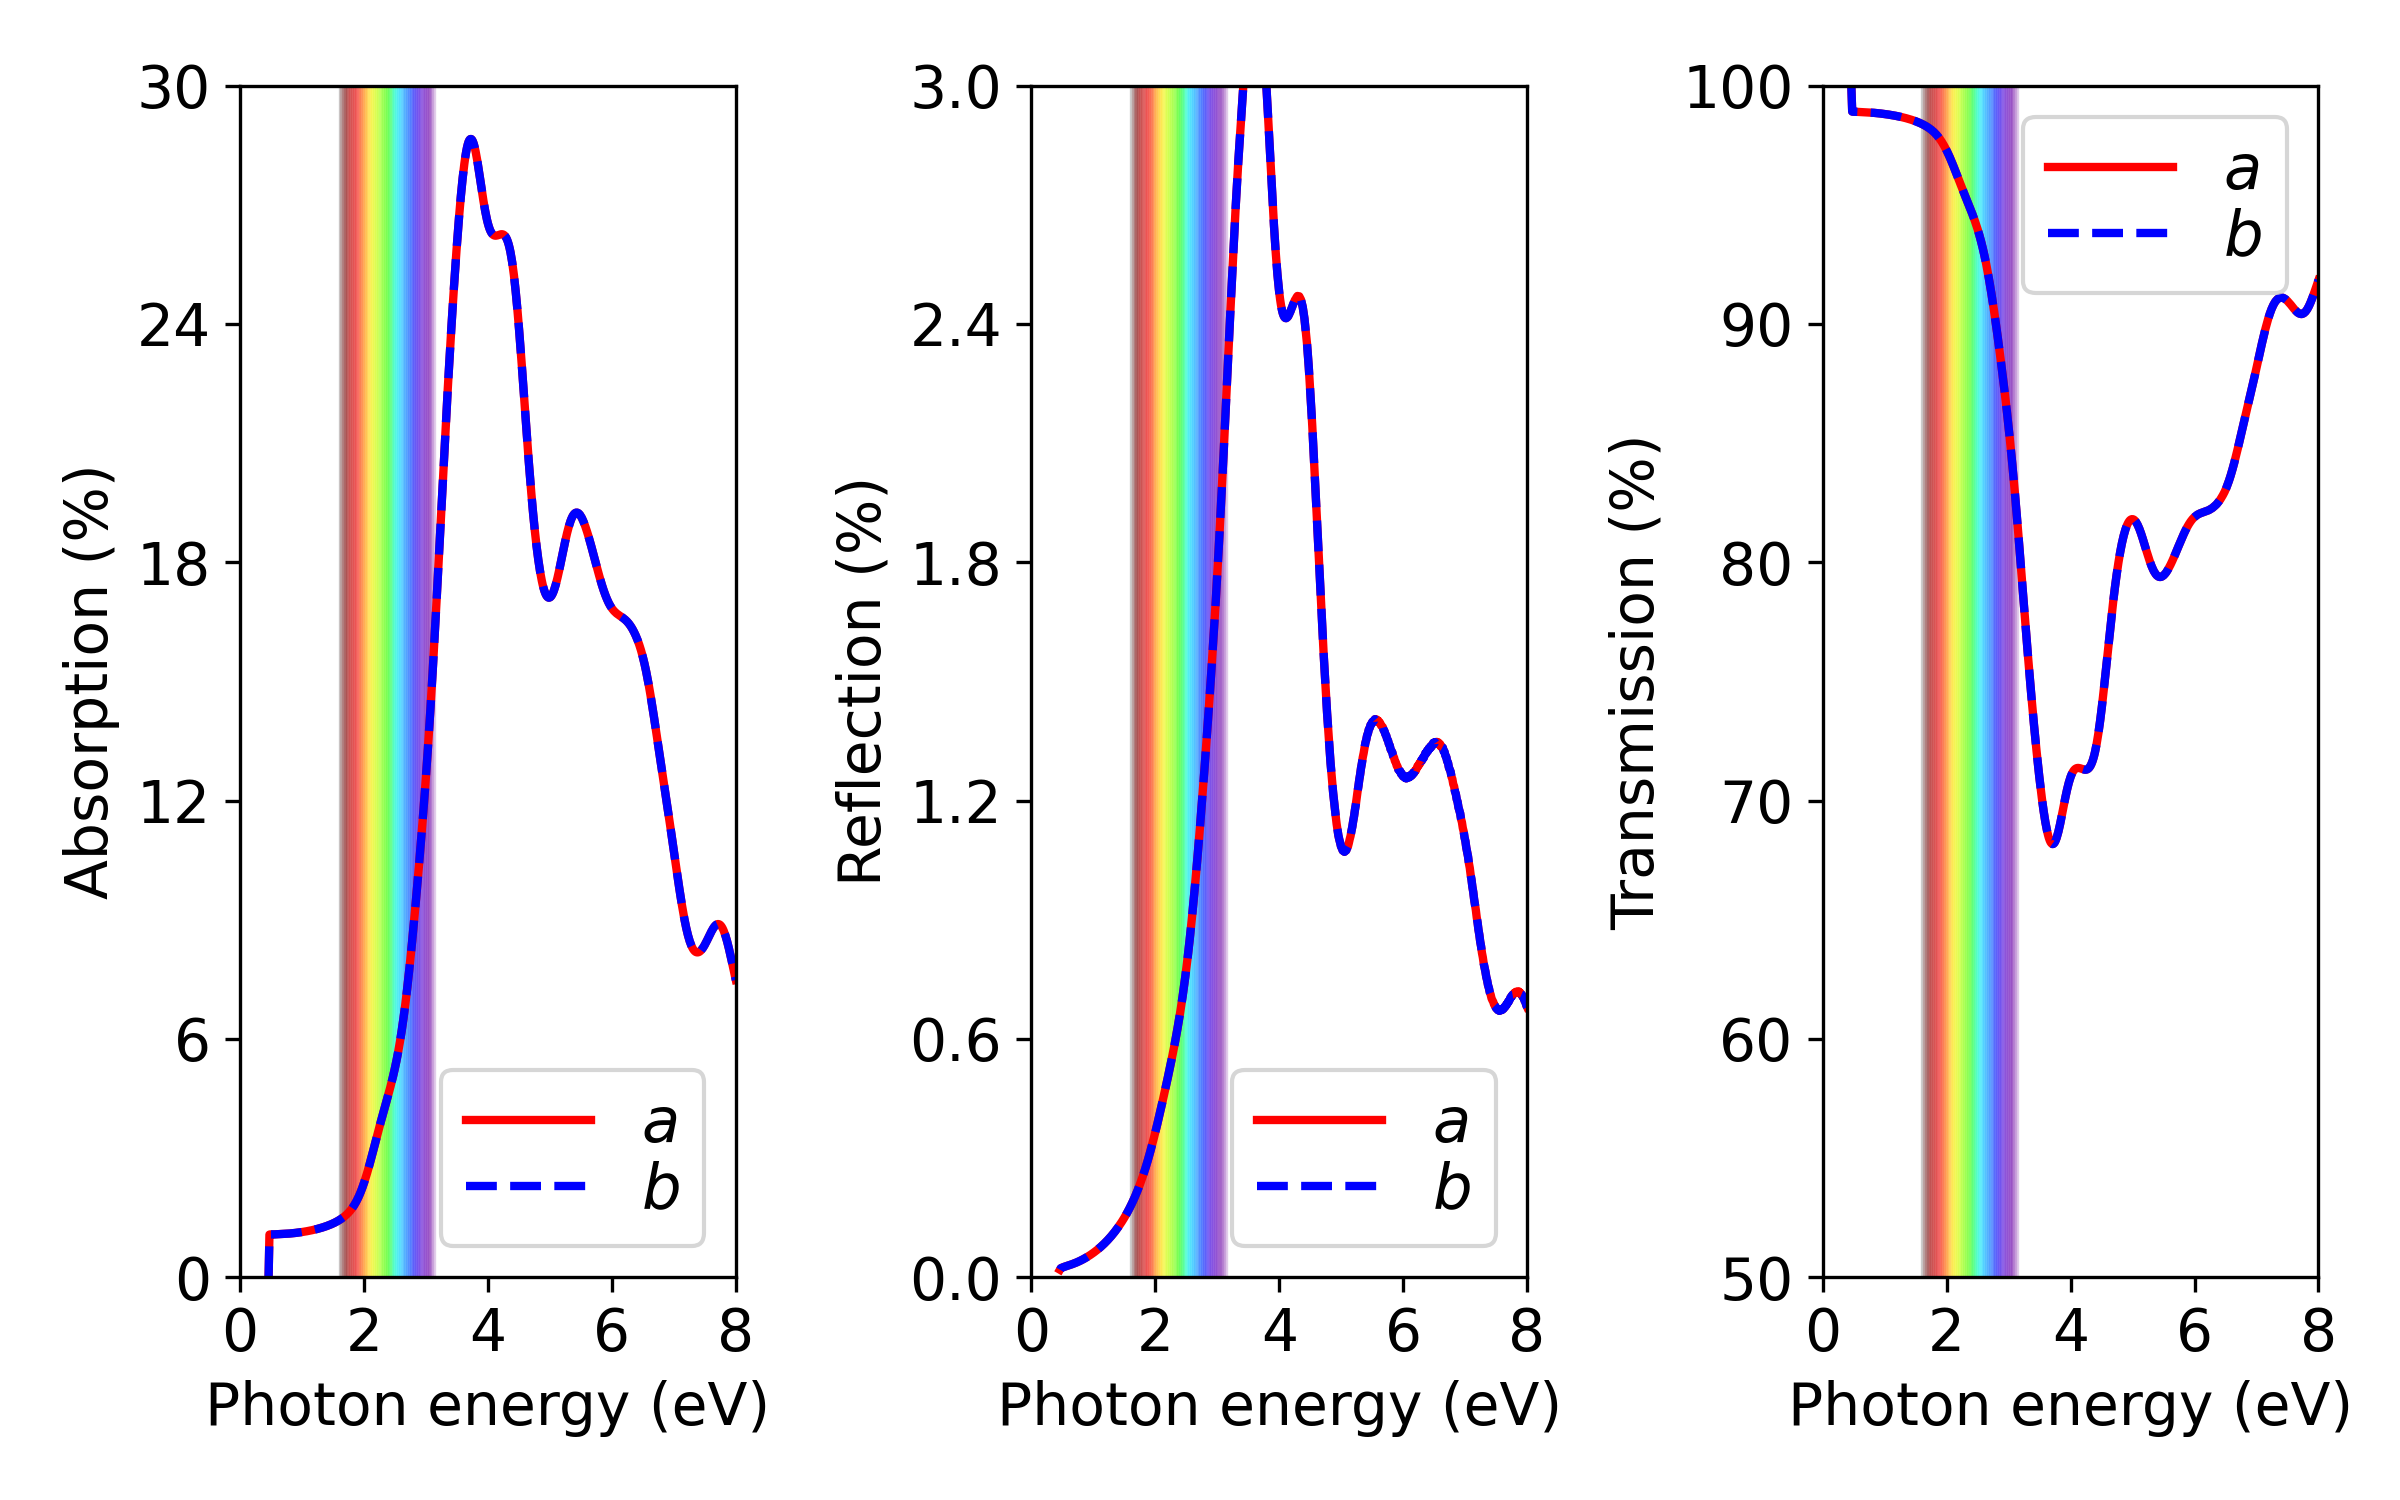 Absorption (%)
30
24
18
12
6
0
0 2 4 6 8
Photon energy (eV)
a
b
Reflection (%)
3.0
2.4
1.8
1.2
0.6
0.0
0 2 4 6 8
Photon energy (eV)
a
b
Transmission (%)
100
90
80
70
60
50
0 2 4 6 8
Photon energy (eV)
a
b